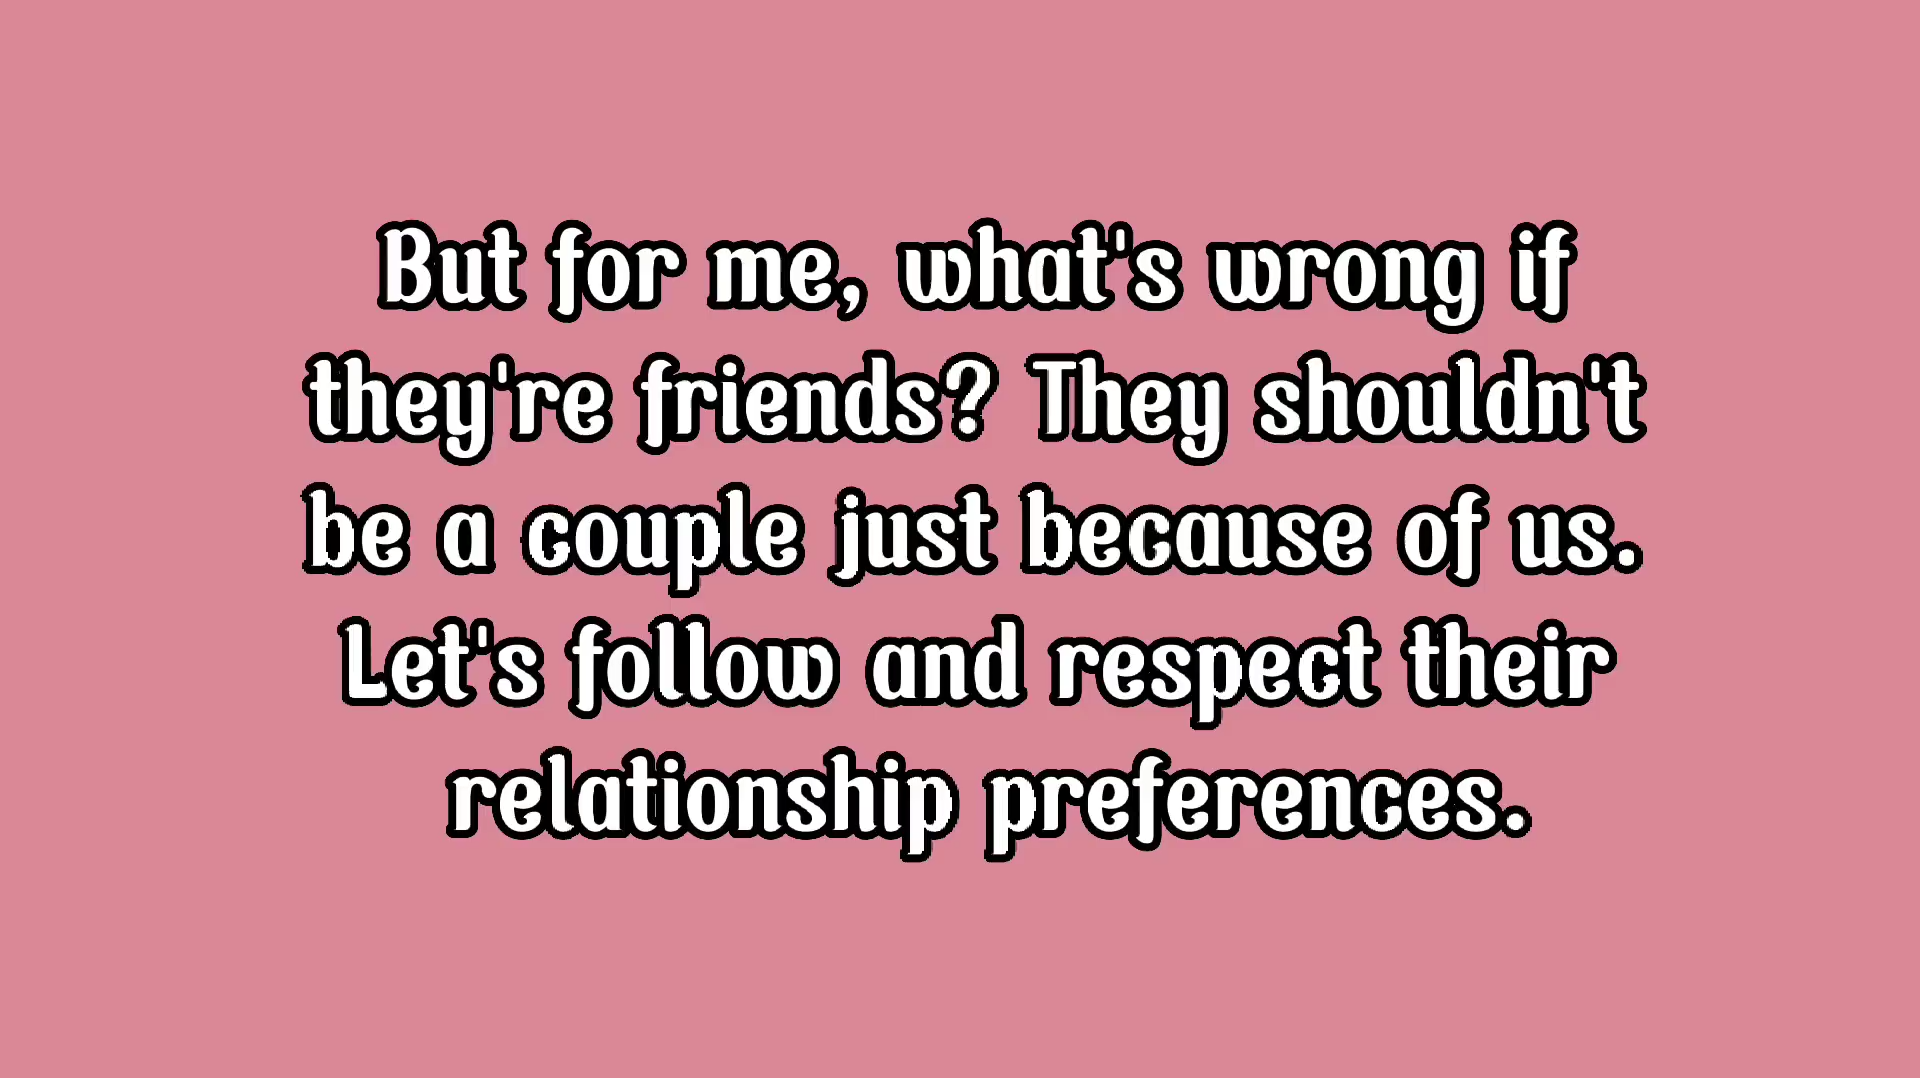 But for me, what's wrong if
they're friends? They shouldn't
be a couple just because of us.
Let's follow and respect their
relationship preferences.